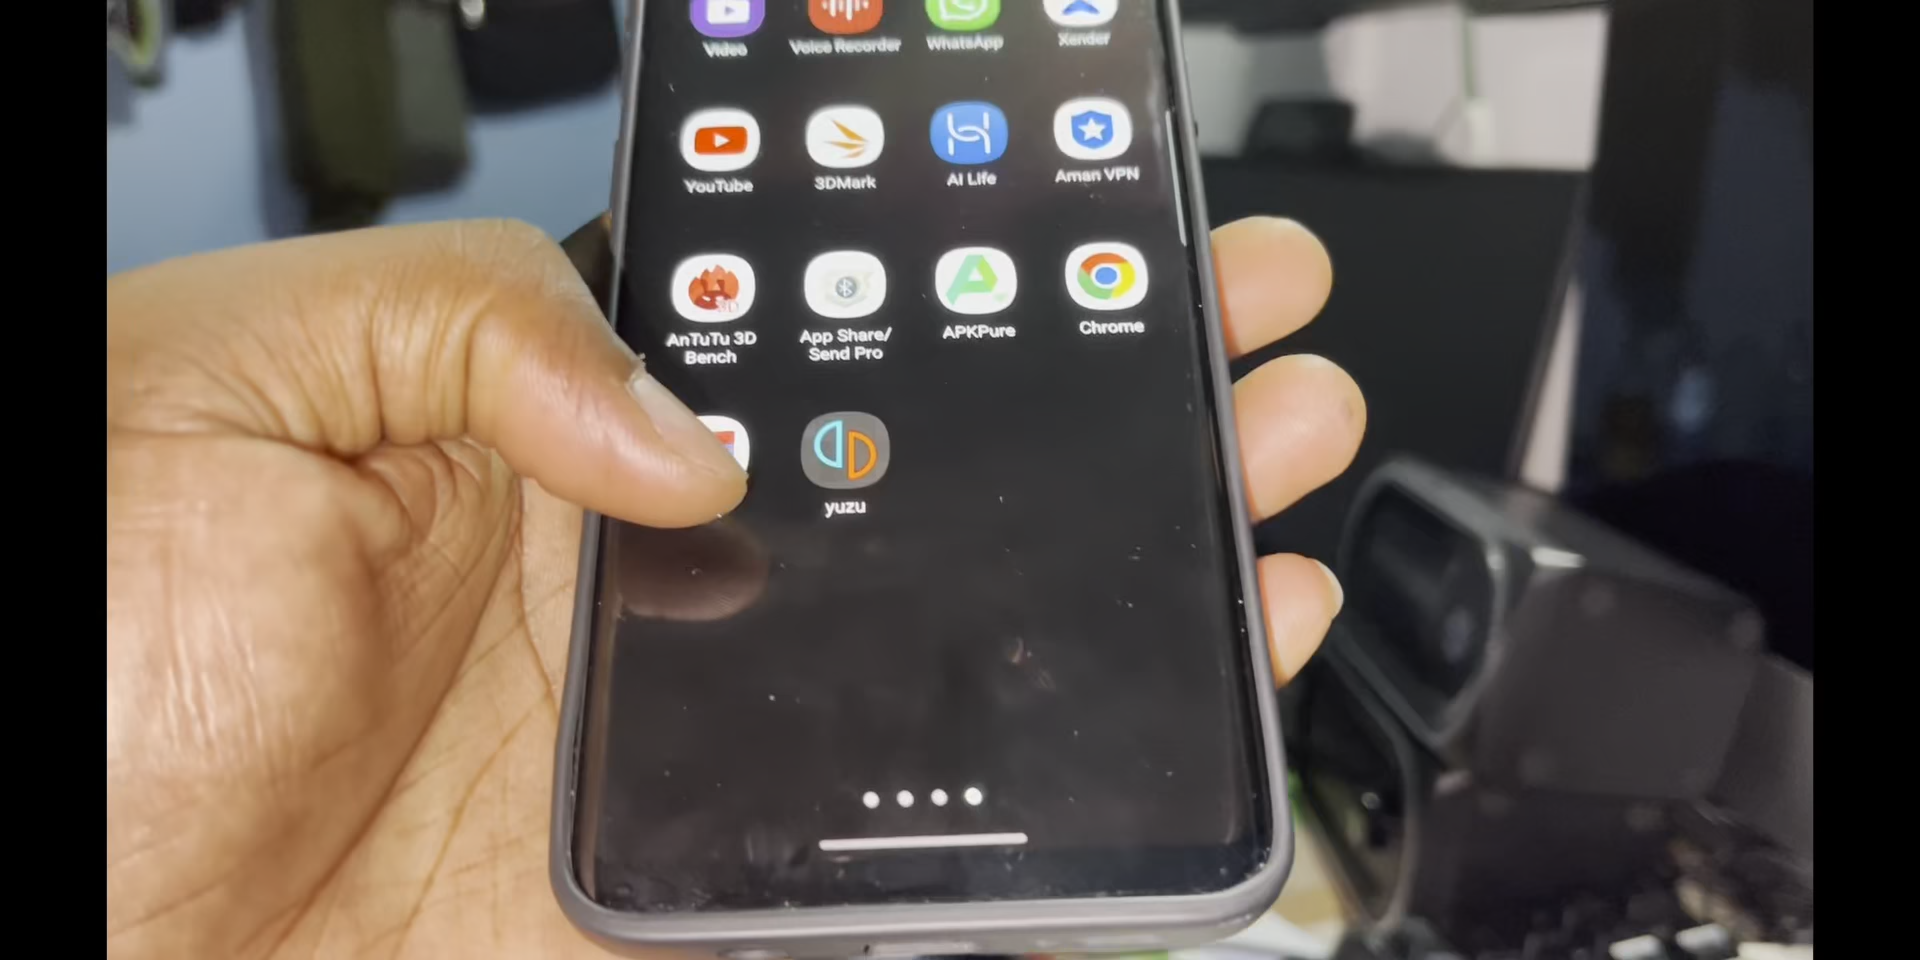 Video
Voice Recorder
WhatsApp
Xender
YouTube
3DMark
AI Life
Aman VPN
AnTuTu 3D
Bench
App Share/
Send Pro
APKPure
Chrome
yuzu